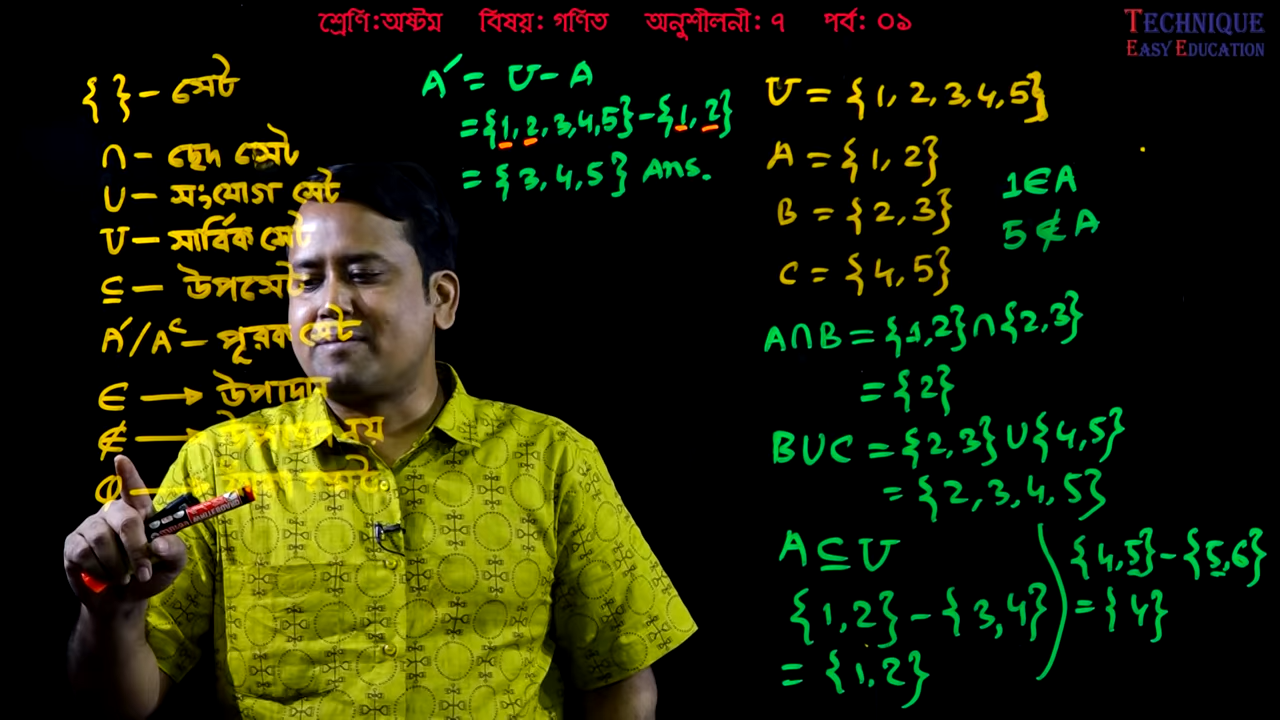 শ্রেণি:অষ্টম বিষয়: গণিত অনুশীলনী: ৭ পর্ব: ০১
TECHNIQUE
EASY EDUCATION
{ } – সেট
∩ – ছেদ সেট
∪ – সংযোগ সেট
U – সার্বিক সেট
⊆ – উপসেট
A′/Aᶜ – পূরক সেট
∈ → উপাদান
∉ → নয়
A′ = U – A
= {1, 2, 3, 4, 5} – {1, 2}
= {3, 4, 5} Ans.
U = {1, 2, 3, 4, 5}
A = {1, 2}
B = {2, 3}
C = {4, 5}
1 ∈ A
5 ∉ A
A∩B = {1, 2} ∩ {2, 3}
= {2}
B∪C = {2, 3} ∪ {4, 5}
= {2, 3, 4, 5}
A ⊆ U
{1, 2} – {3, 4}
= {1, 2}
{4, 5} – {5, 6}
= {4}